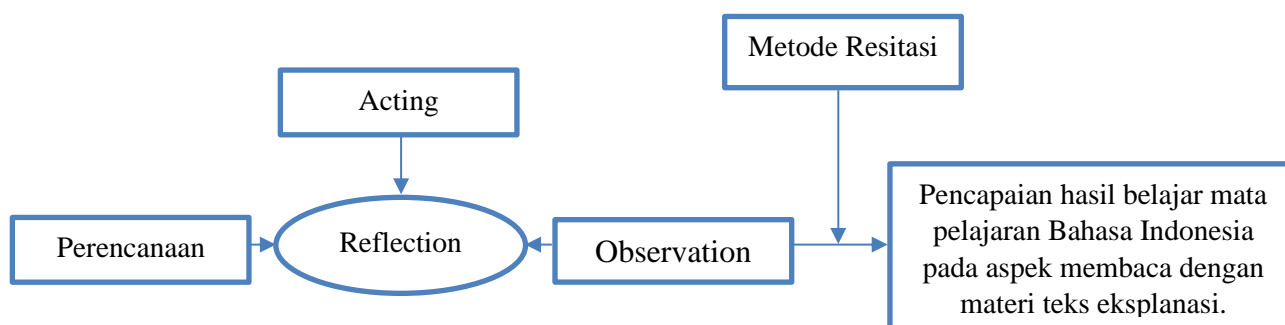 Metode Resitasi
Acting
Perencanaan
Reflection
Observation
Pencapaian hasil belajar mata
pelajaran Bahasa Indonesia
pada aspek membaca dengan
materi teks eksplanasi.